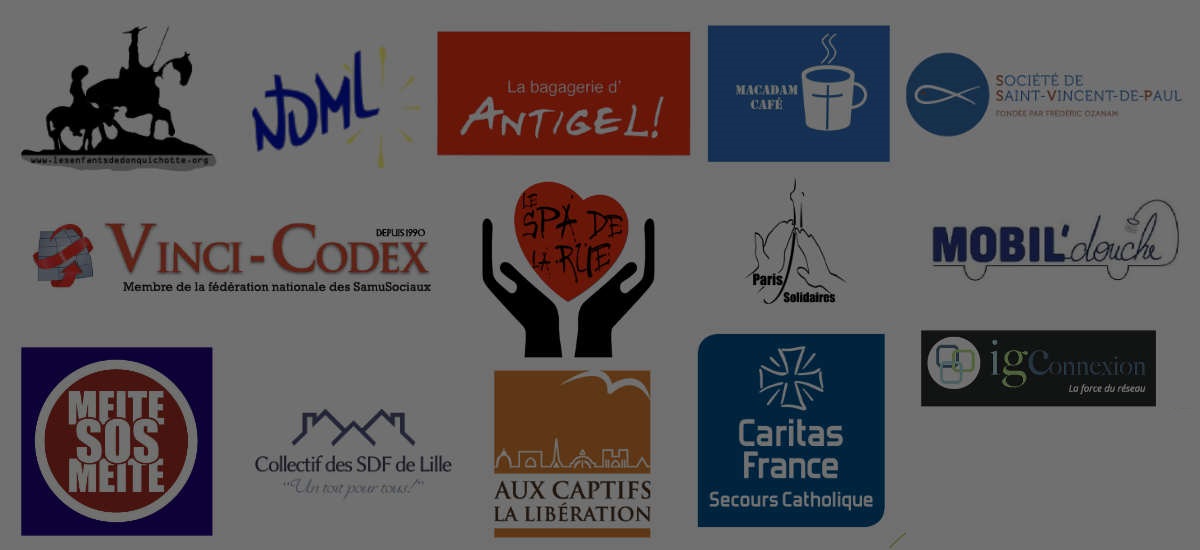 www.lesenfantsdedonquichotte.org
NDML
La bagagerie d'
ANTIGEL!
MACADAM
CAFÉ
SOCIÉTÉ DE
SAINT-VINCENT-DE-PAUL
FONDÉE PAR FRÉDÉRIC OZANAM
DEPUIS 1990
VINCI-CODEX
Membre de la fédération nationale des SamuSociaux
LE
SPA DE
LA RUE
Paris
Solidaires
MOBIL'douche
MEITE
SOS
MEITE
Collectif des SDF de Lille
“Un toit pour tous!”
AUX CAPTIFS
LA LIBÉRATION
Caritas
France
Secours Catholique
igconnexion
La force du réseau